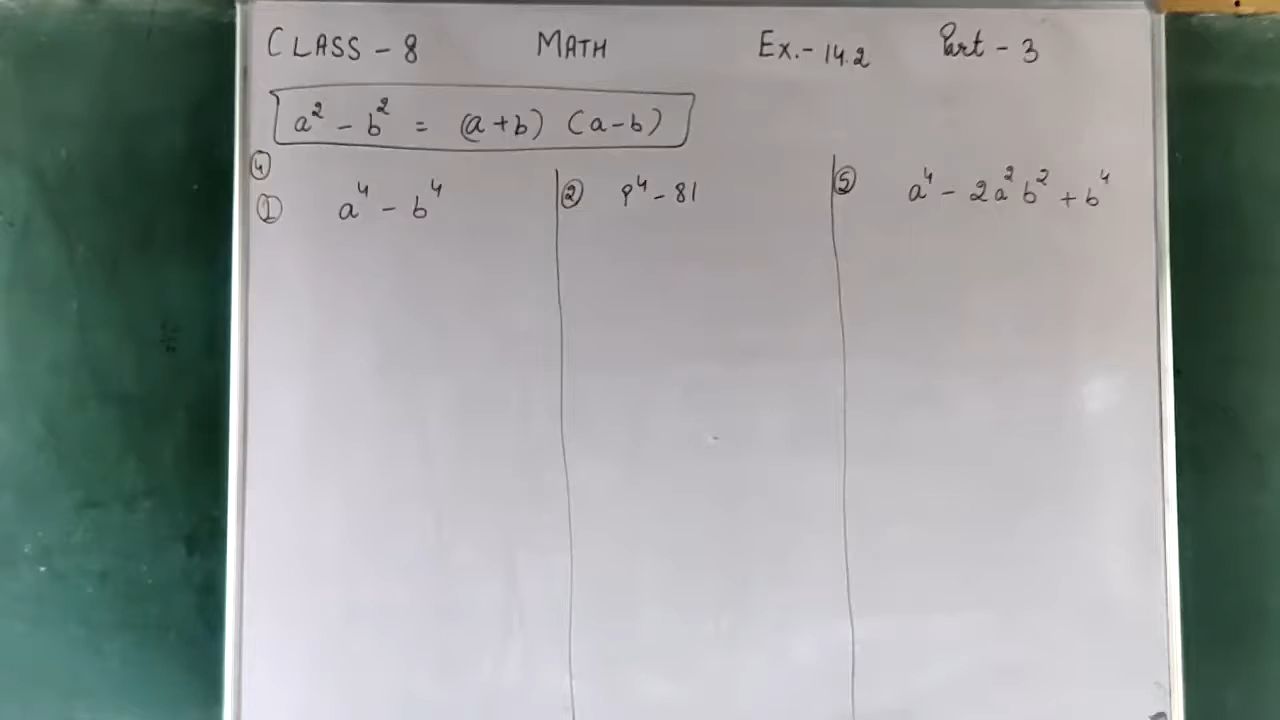 CLASS - 8 MATH Ex.- 14.2 Part - 3
a² - b² = (a+b) (a-b)
④
① a⁴ - b⁴
② P⁴ - 81
⑤ a⁴ - 2a²b² + b⁴